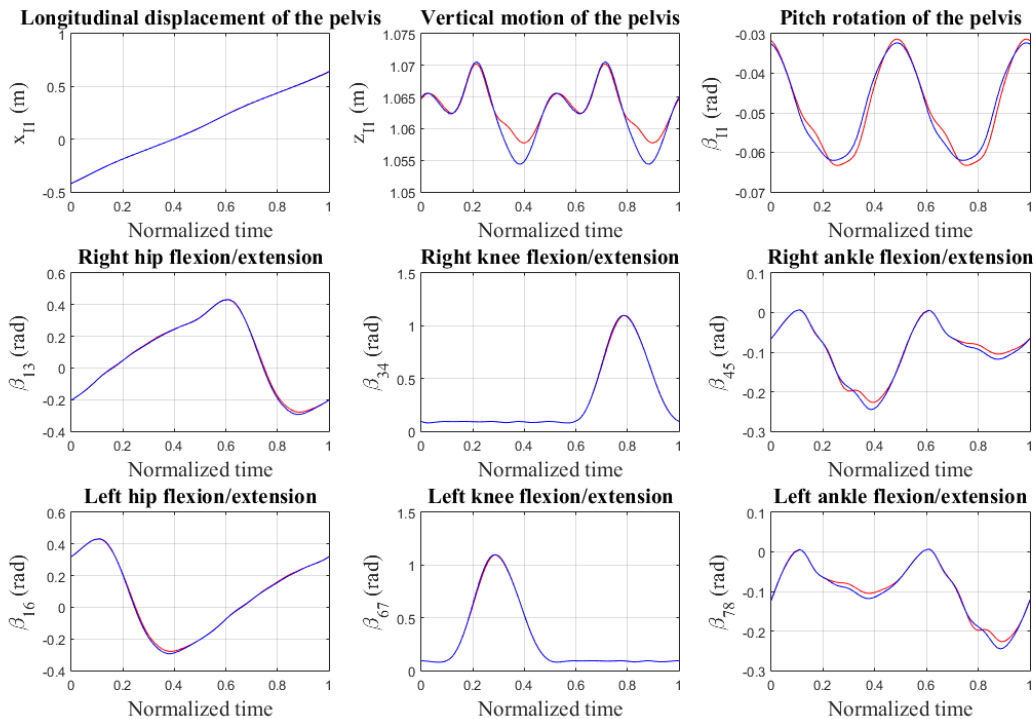 Longitudinal displacement of the pelvis
1
0.5
0
-0.5
x_I1 (m)
0 0.2 0.4 0.6 0.8 1
Normalized time
Vertical motion of the pelvis
1.075
1.07
1.065
1.06
1.055
1.05
z_I1 (m)
0 0.2 0.4 0.6 0.8 1
Normalized time
Pitch rotation of the pelvis
-0.03
-0.04
-0.05
-0.06
-0.07
β_I1 (rad)
0 0.2 0.4 0.6 0.8 1
Normalized time
Right hip flexion/extension
0.6
0.4
0.2
0
-0.2
-0.4
β_13 (rad)
0 0.2 0.4 0.6 0.8 1
Normalized time
Right knee flexion/extension
1.5
1
0.5
0
β_34 (rad)
0 0.2 0.4 0.6 0.8 1
Normalized time
Right ankle flexion/extension
0.1
0
-0.1
-0.2
-0.3
β_45 (rad)
0 0.2 0.4 0.6 0.8 1
Normalized time
Left hip flexion/extension
0.6
0.4
0.2
0
-0.2
-0.4
β_16 (rad)
0 0.2 0.4 0.6 0.8 1
Normalized time
Left knee flexion/extension
1.5
1
0.5
0
β_67 (rad)
0 0.2 0.4 0.6 0.8 1
Normalized time
Left ankle flexion/extension
0.1
0
-0.1
-0.2
-0.3
β_78 (rad)
0 0.2 0.4 0.6 0.8 1
Normalized time